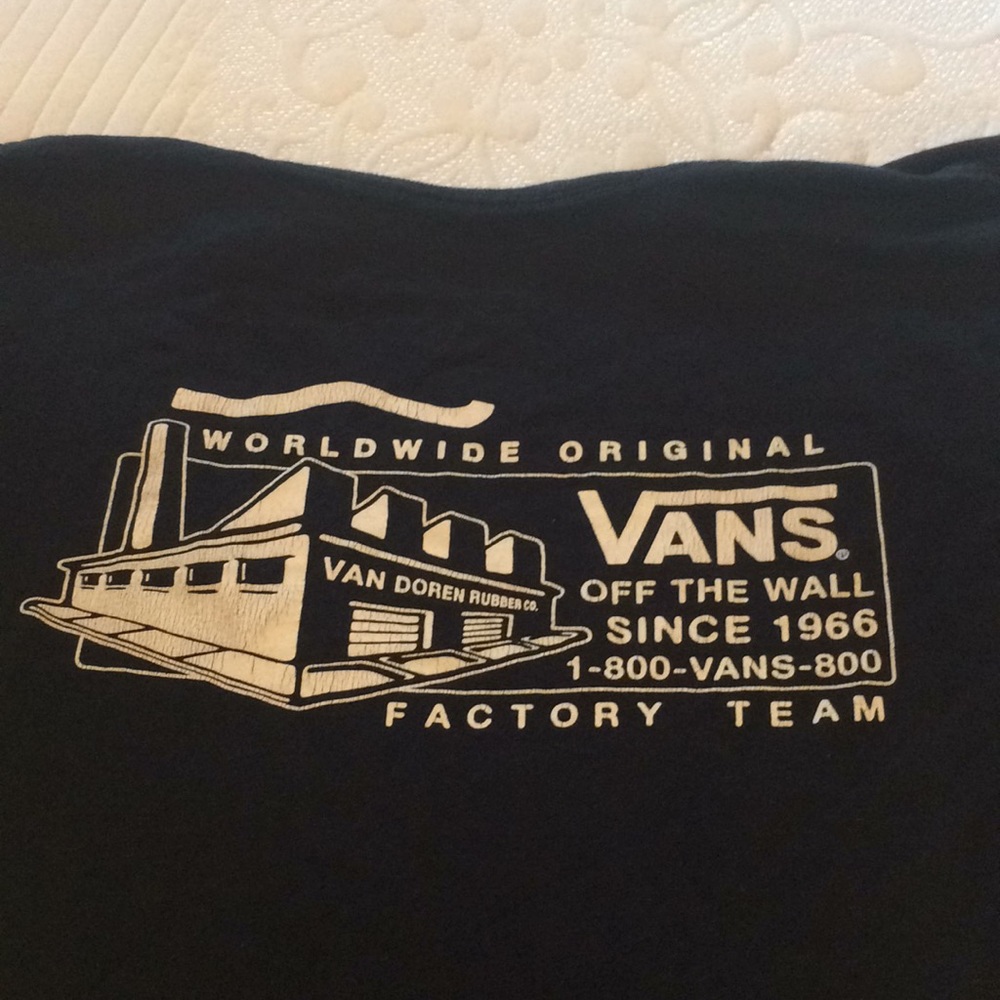 WORLDWIDE ORIGINAL
VAN DOREN RUBBER CO.
VANS®
OFF THE WALL
SINCE 1966
1-800-VANS-800
FACTORY TEAM